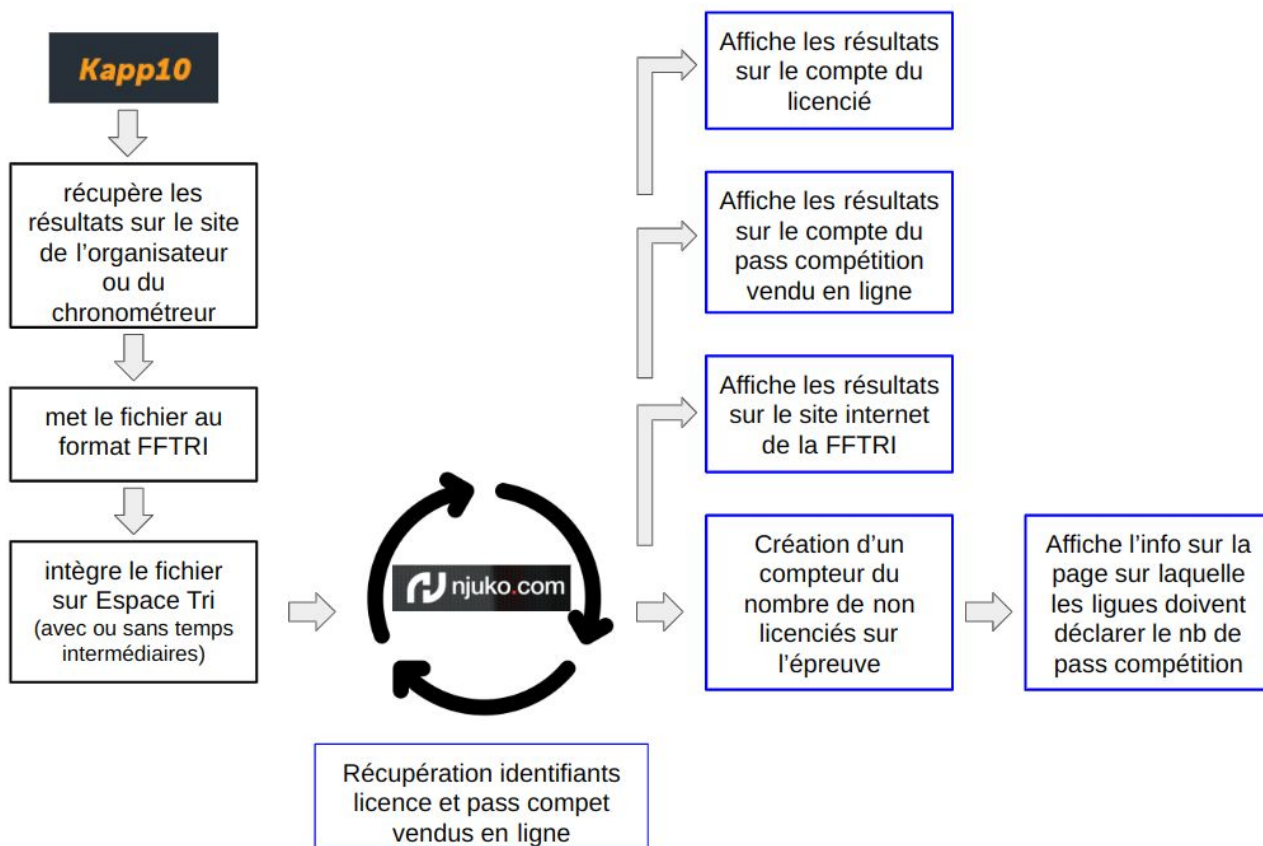 Kapp10
récupère les
résultats sur le site
de l'organisateur
ou du
chronométreur
met le fichier au
format FFTRI
intègre le fichier
sur Espace Tri
(avec ou sans temps
intermédiaires)
njuko.com
Récupération identifiants
licence et pass compet
vendus en ligne
Affiche les résultats
sur le compte du
licencié
Affiche les résultats
sur le compte du
pass compétition
vendu en ligne
Affiche les résultats
sur le site internet
de la FFTRI
Création d'un
compteur du
nombre de non
licenciés sur
l'épreuve
Affiche l'info sur la
page sur laquelle
les ligues doivent
déclarer le nb de
pass compétition